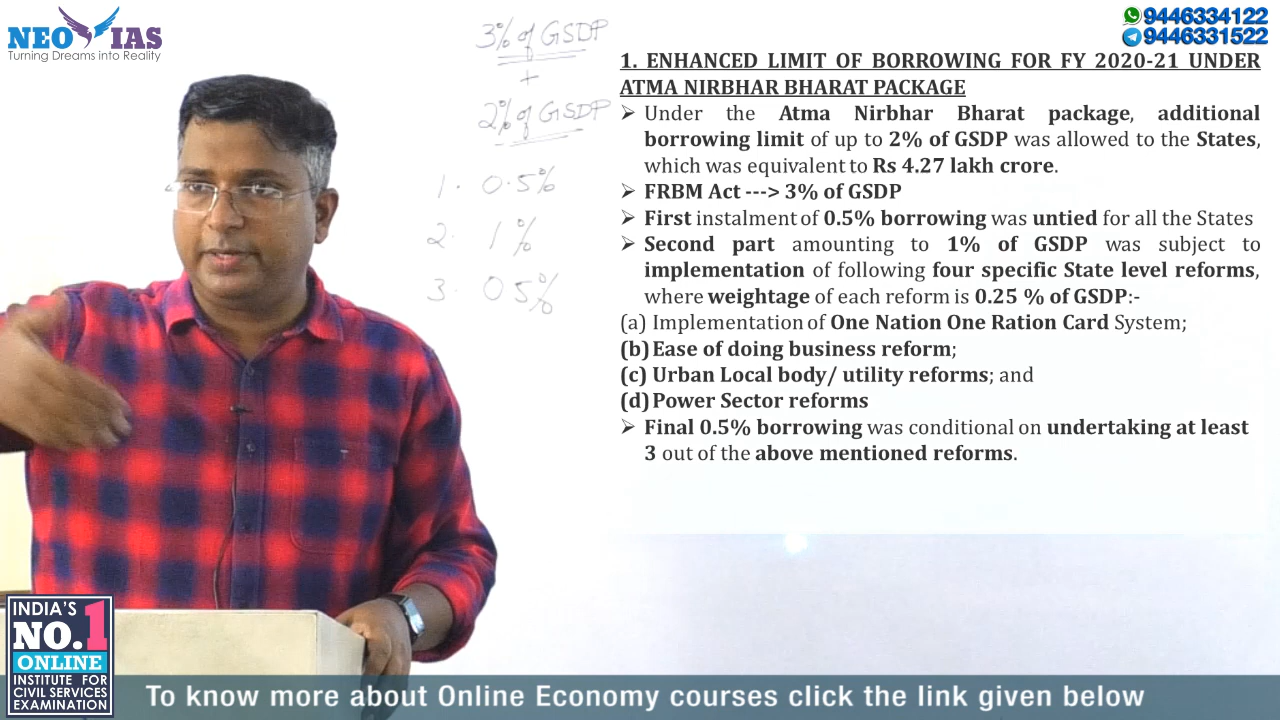 NEO IAS
Turning Dreams into Reality
9446334122
9446331522
3% of GSDP
+
2% of GSDP
1. 0.5%
2. 1%
3. 05%
1. ENHANCED LIMIT OF BORROWING FOR FY 2020-21 UNDER
ATMA NIRBHAR BHARAT PACKAGE
➢ Under the Atma Nirbhar Bharat package, additional
borrowing limit of up to 2% of GSDP was allowed to the States,
which was equivalent to Rs 4.27 lakh crore.
➢ FRBM Act ---> 3% of GSDP
➢ First instalment of 0.5% borrowing was untied for all the States
➢ Second part amounting to 1% of GSDP was subject to
implementation of following four specific State level reforms,
where weightage of each reform is 0.25 % of GSDP:-
(a) Implementation of One Nation One Ration Card System;
(b) Ease of doing business reform;
(c) Urban Local body/ utility reforms; and
(d) Power Sector reforms
➢ Final 0.5% borrowing was conditional on undertaking at least
3 out of the above mentioned reforms.
INDIA'S
NO.1
ONLINE
INSTITUTE FOR
CIVIL SERVICES
EXAMINATION
To know more about Online Economy courses click the link given below